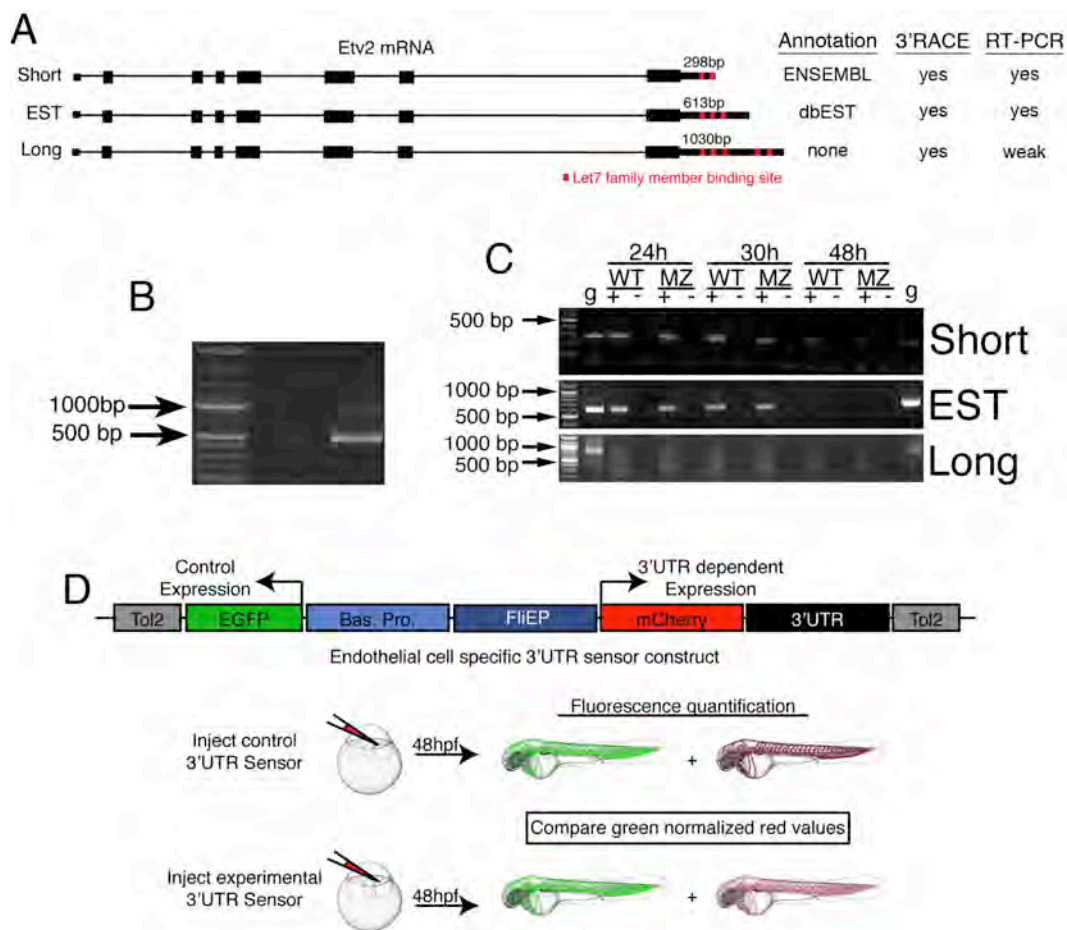 A
Etv2 mRNA
Annotation 3'RACE RT-PCR
Short 298bp ENSEMBL yes yes
EST 613bp dbEST yes yes
Long 1030bp none yes weak
Let7 family member binding site
B
1000bp
500 bp
C
24h 30h 48h
WT MZ WT MZ WT MZ
g + - + - + - + - + - + - g
500 bp
Short
1000 bp
500 bp
EST
1000 bp
500 bp
Long
D
Control
Expression
3'UTR dependent
Expression
Tol2 EGFP Bas. Pro. FliEP mCherry 3'UTR Tol2
Endothelial cell specific 3'UTR sensor construct
Fluorescence quantification
Inject control
3'UTR Sensor
48hpf
+
Compare green normalized red values
Inject experimental
3'UTR Sensor
48hpf
+